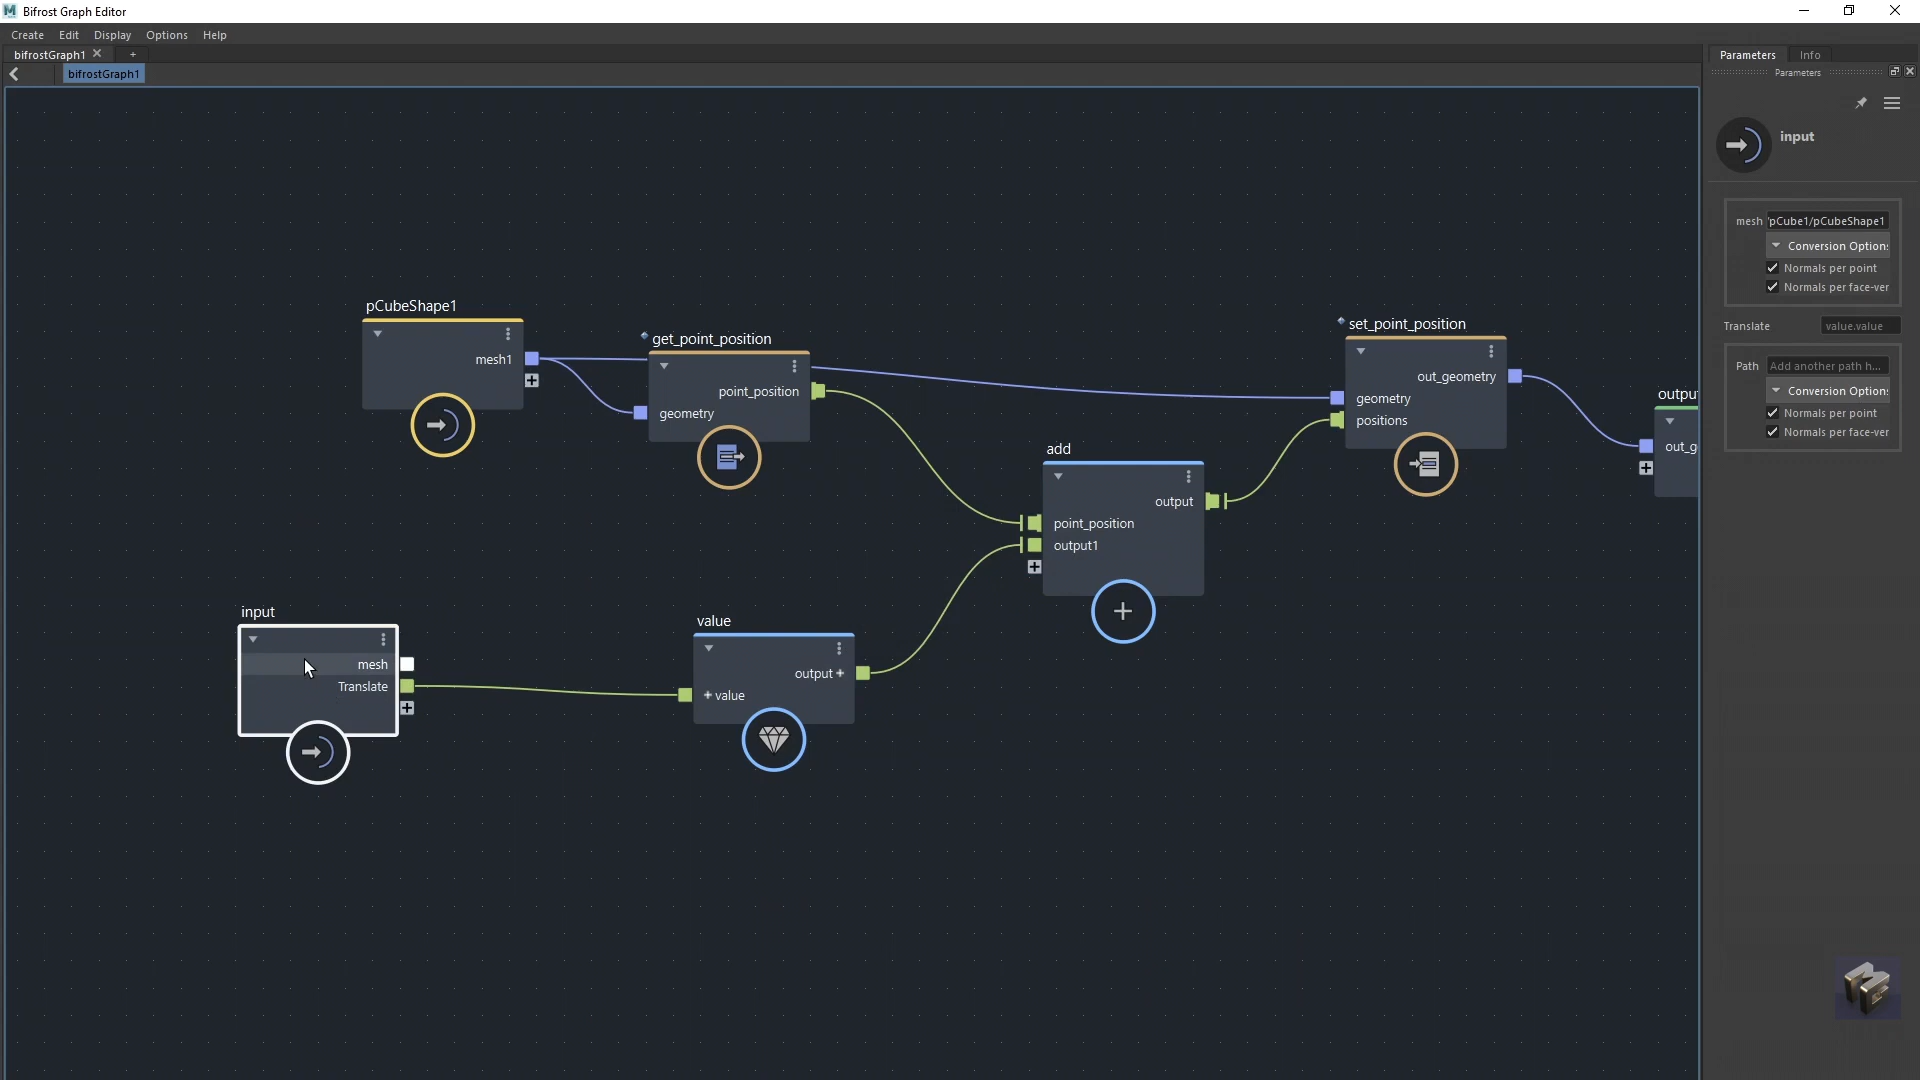 Bifrost Graph Editor
Create Edit Display Options Help
bifrostGraph1
bifrostGraph1
Parameters Info
Parameters
input
mesh 'pCube1/pCubeShape1
Conversion Option:
Normals per point
Normals per face-ver
Translate value.value
Path Add another path h...
Conversion Option:
Normals per point
Normals per face-ver
pCubeShape1
mesh1
get_point_position
point_position
geometry
set_point_position
out_geometry
geometry
positions
output
out_g
add
output
point_position
output1
input
mesh
Translate
value
output
value